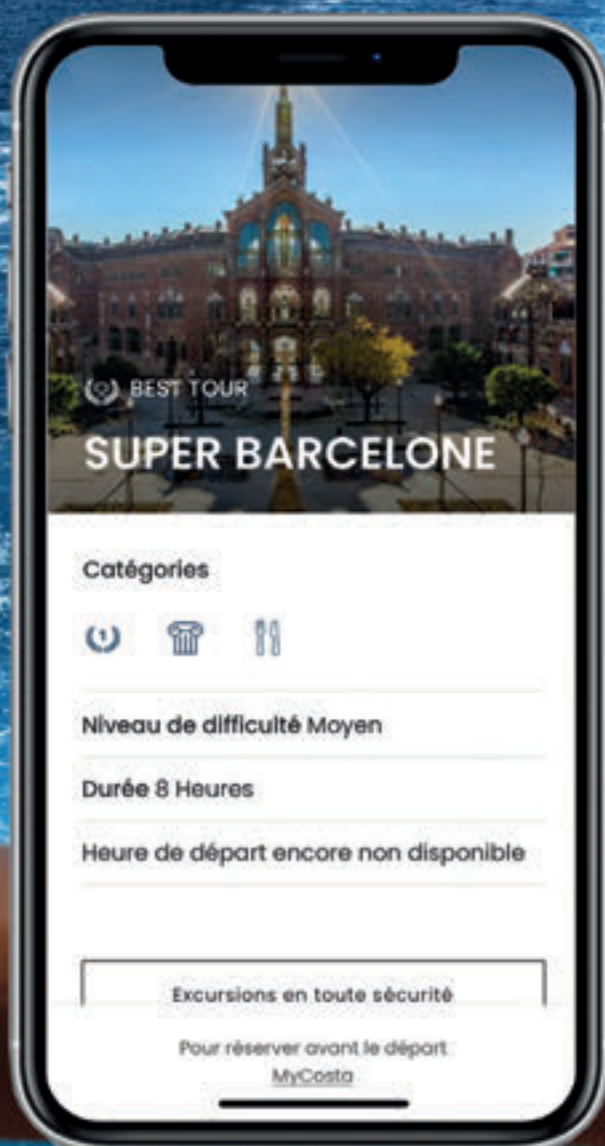 BEST TOUR
SUPER BARCELONE
Catégories
Niveau de difficulté Moyen
Durée 8 Heures
Heure de départ encore non disponible
Excursions en toute sécurité
Pour réserver avant le départ
MyCosta